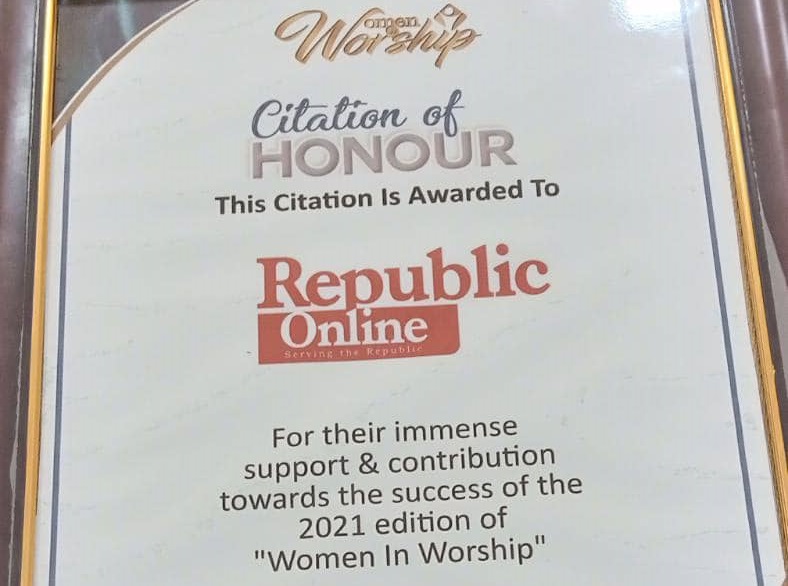 Women in
Worship
Citation of
HONOUR
This Citation Is Awarded To
Republic
Online
Serving the Republic
For their immense
support & contribution
towards the success of the
2021 edition of
"Women In Worship"